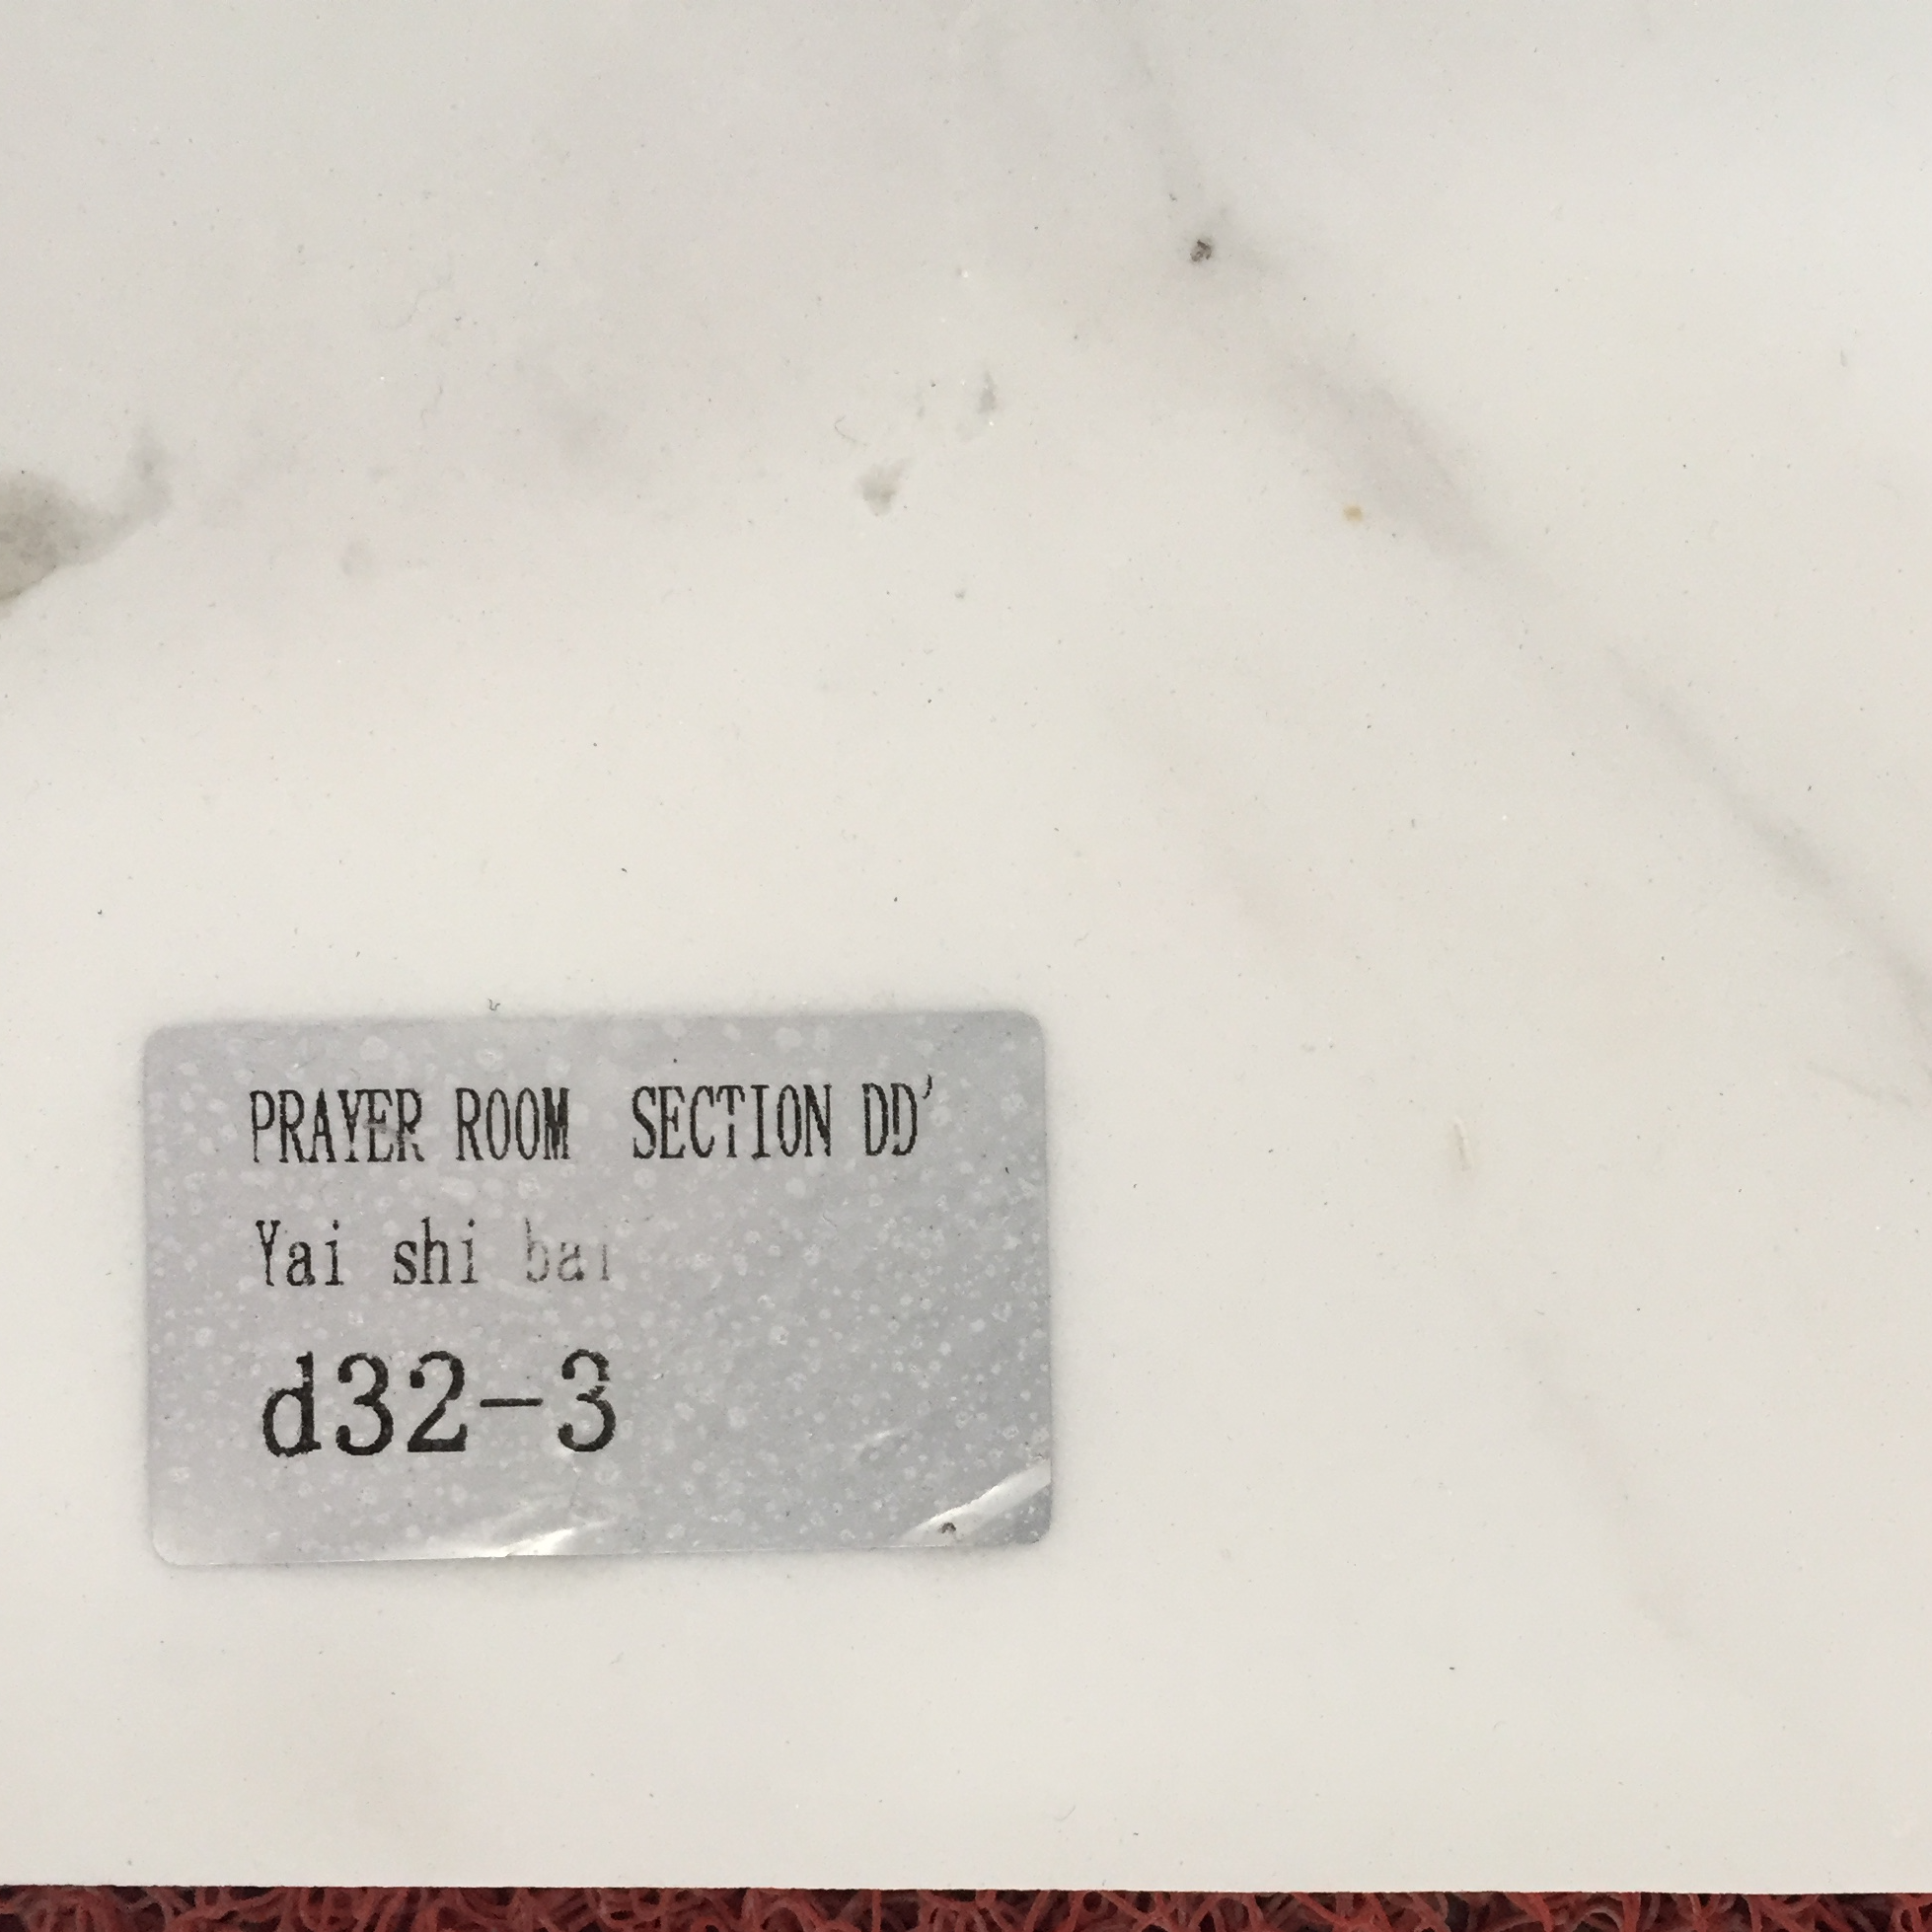 PRAYER ROOM  SECTION DD'
Yai shi bai
d32-3